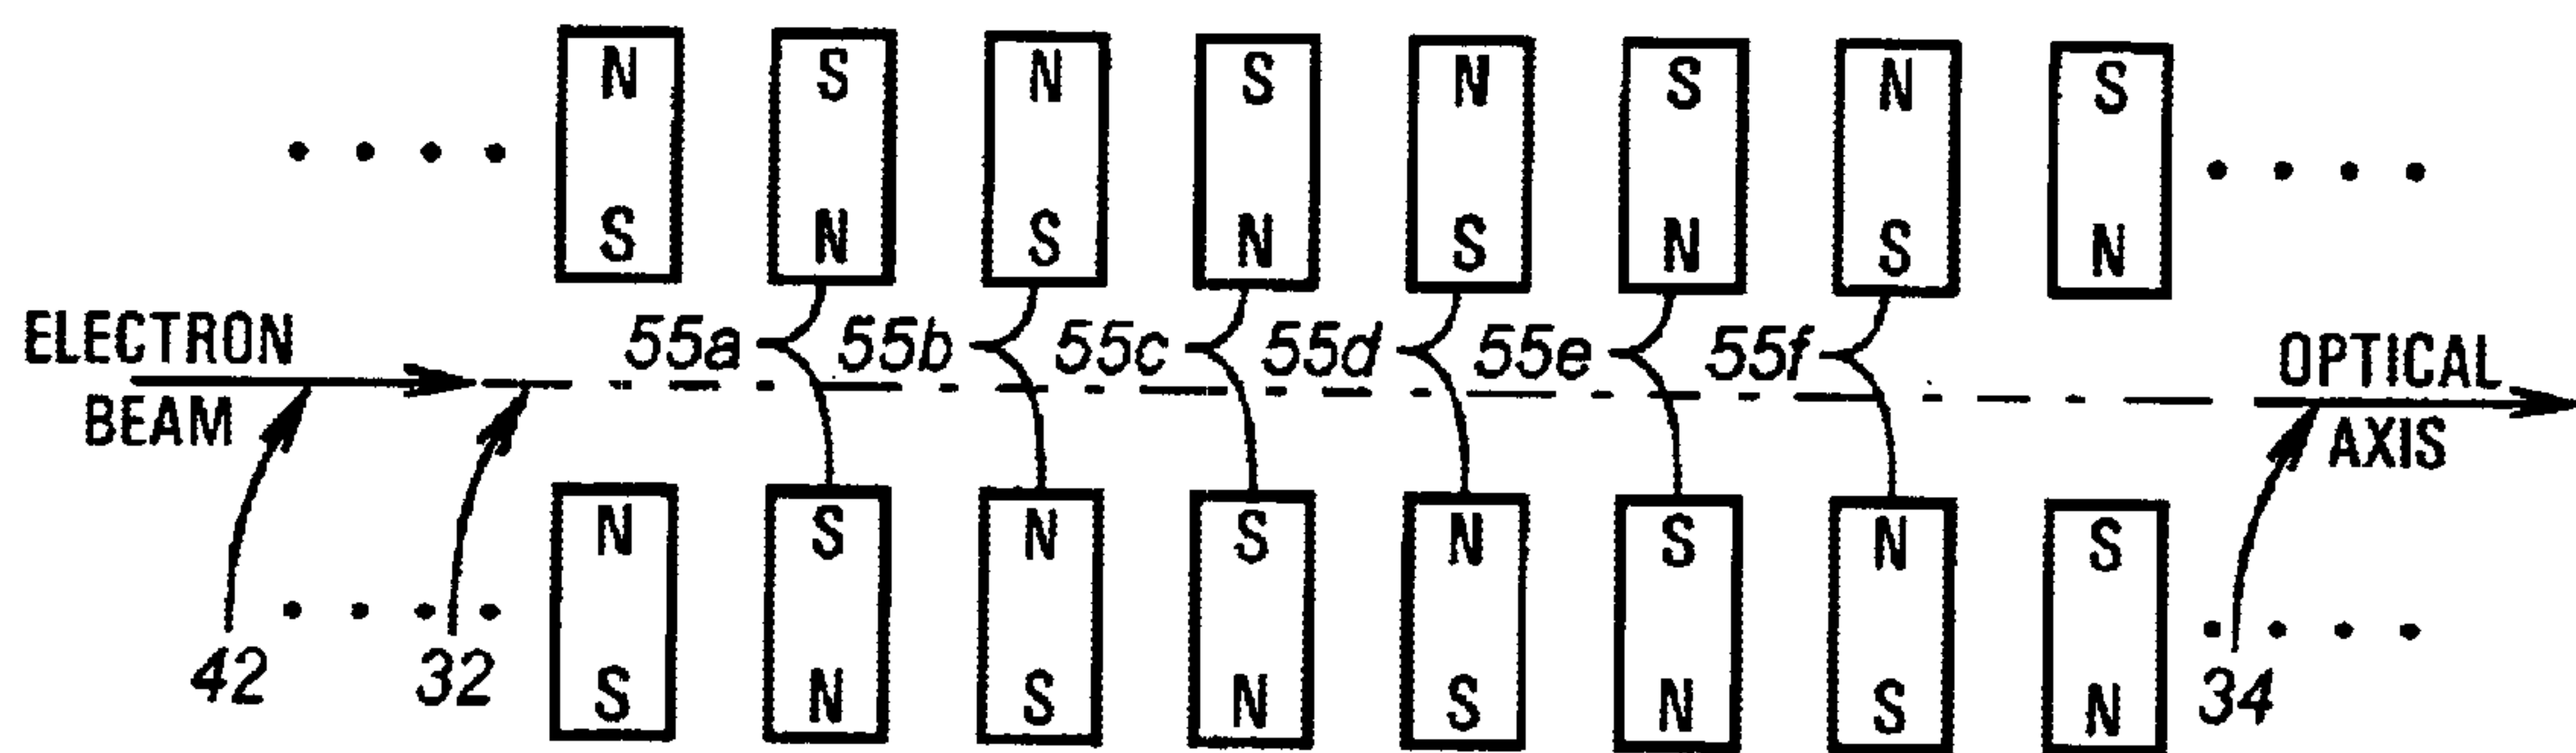 N S N S N S N S
S N S N S N S N
ELECTRON BEAM
55a 55b 55c 55d 55e 55f
OPTICAL AXIS
N S N S N S N S
S N S N S N S N
42 32 34